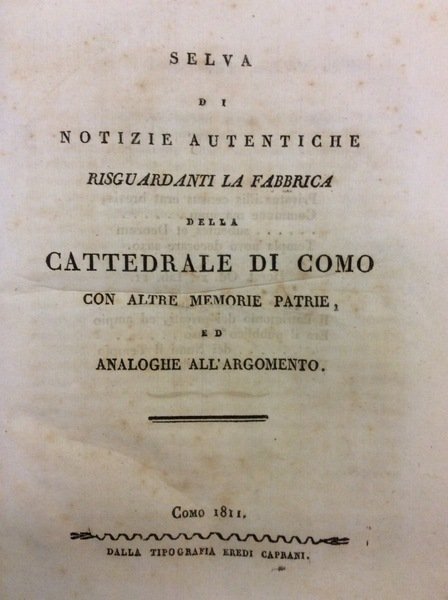 SELVA
DI
NOTIZIE AUTENTICHE
RISGUARDANTI LA FABBRICA
DELLA
CATTEDRALE DI COMO
CON ALTRE MEMORIE PATRIE,
ED
ANALOGHE ALL'ARGOMENTO.
COMO 1811.
DALLA TIPOGRAFIA EREDI CAPRANI.